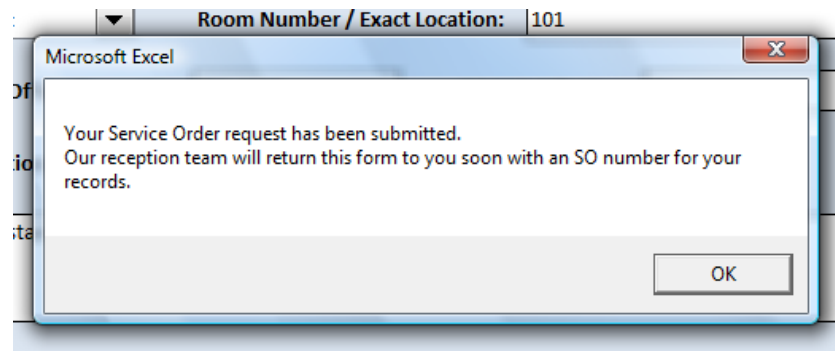 Room Number / Exact Location: 101
Microsoft Excel
Your Service Order request has been submitted.
Our reception team will return this form to you soon with an SO number for your
records.
OK